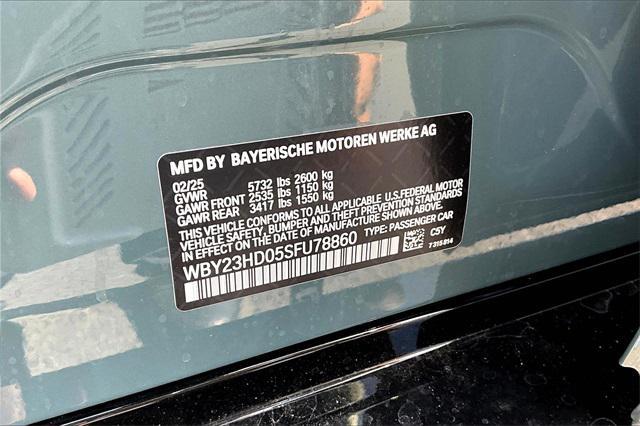 MFD BY BAYERISCHE MOTOREN WERKE AG
02/25
GVWR 5732 lbs 2600 kg
GAWR FRONT 2535 lbs 1150 kg
GAWR REAR 3417 lbs 1550 kg
THIS VEHICLE CONFORMS TO ALL APPLICABLE U.S.FEDERAL MOTOR
VEHICLE SAFETY, BUMPER AND THEFT PREVENTION STANDARDS
IN EFFECT ON THE DATE OF MANUFACTURE SHOWN ABOVE.
WBY23HD05SFU78860 TYPE: PASSENGER CAR
C5Y
7 315 814